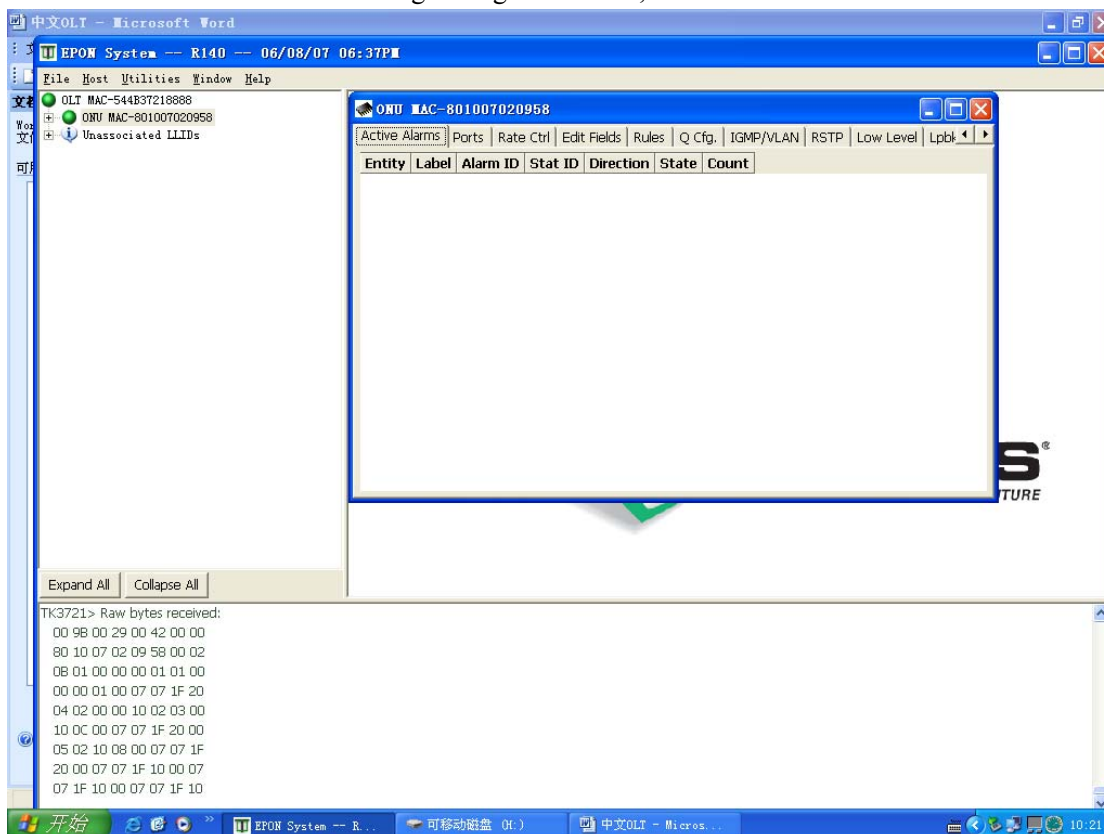 中文OLT - Microsoft Word
EPON System -- R140 -- 06/08/07 06:37PM
File Host Utilities Window Help
OLT MAC-544B37218888
ONU MAC-801007020958
Unassociated LLIDs
ONU MAC-801007020958
Active Alarms Ports Rate Ctrl Edit Fields Rules Q Cfg. IGMP/VLAN RSTP Low Level Lpbk
Entity Label Alarm ID Stat ID Direction State Count
S®
TURE
Expand All Collapse All
TK3721> Raw bytes received:
00 9B 00 29 00 42 00 00
80 10 07 02 09 58 00 02
0B 01 00 00 00 01 01 00
00 00 01 00 07 07 1F 20
04 02 00 00 10 02 03 00
10 0C 00 07 07 1F 20 00
05 02 10 08 00 07 07 1F
20 00 07 07 1F 10 00 07
07 1F 10 00 07 07 1F 10
开始 EPON System -- R... 可移动磁盘 (H:) 中文OLT - Micros... 10:21